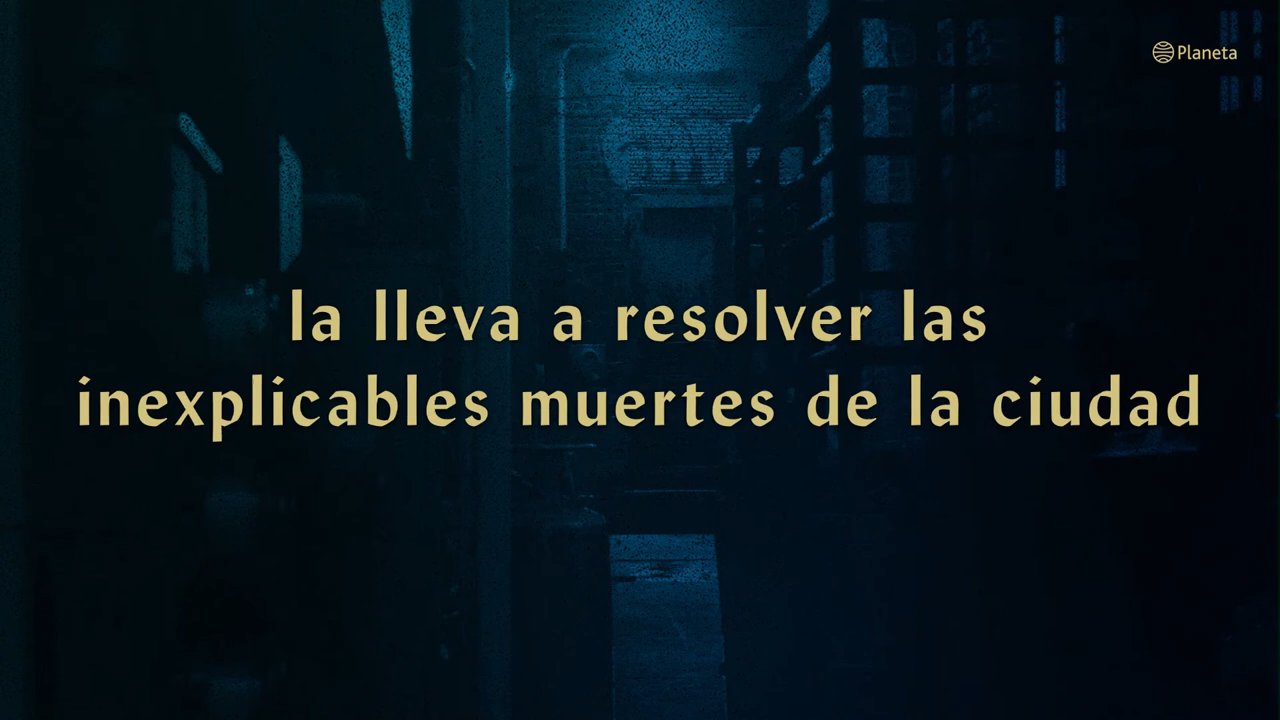 Planeta
la lleva a resolver las
inexplicables muertes de la ciudad